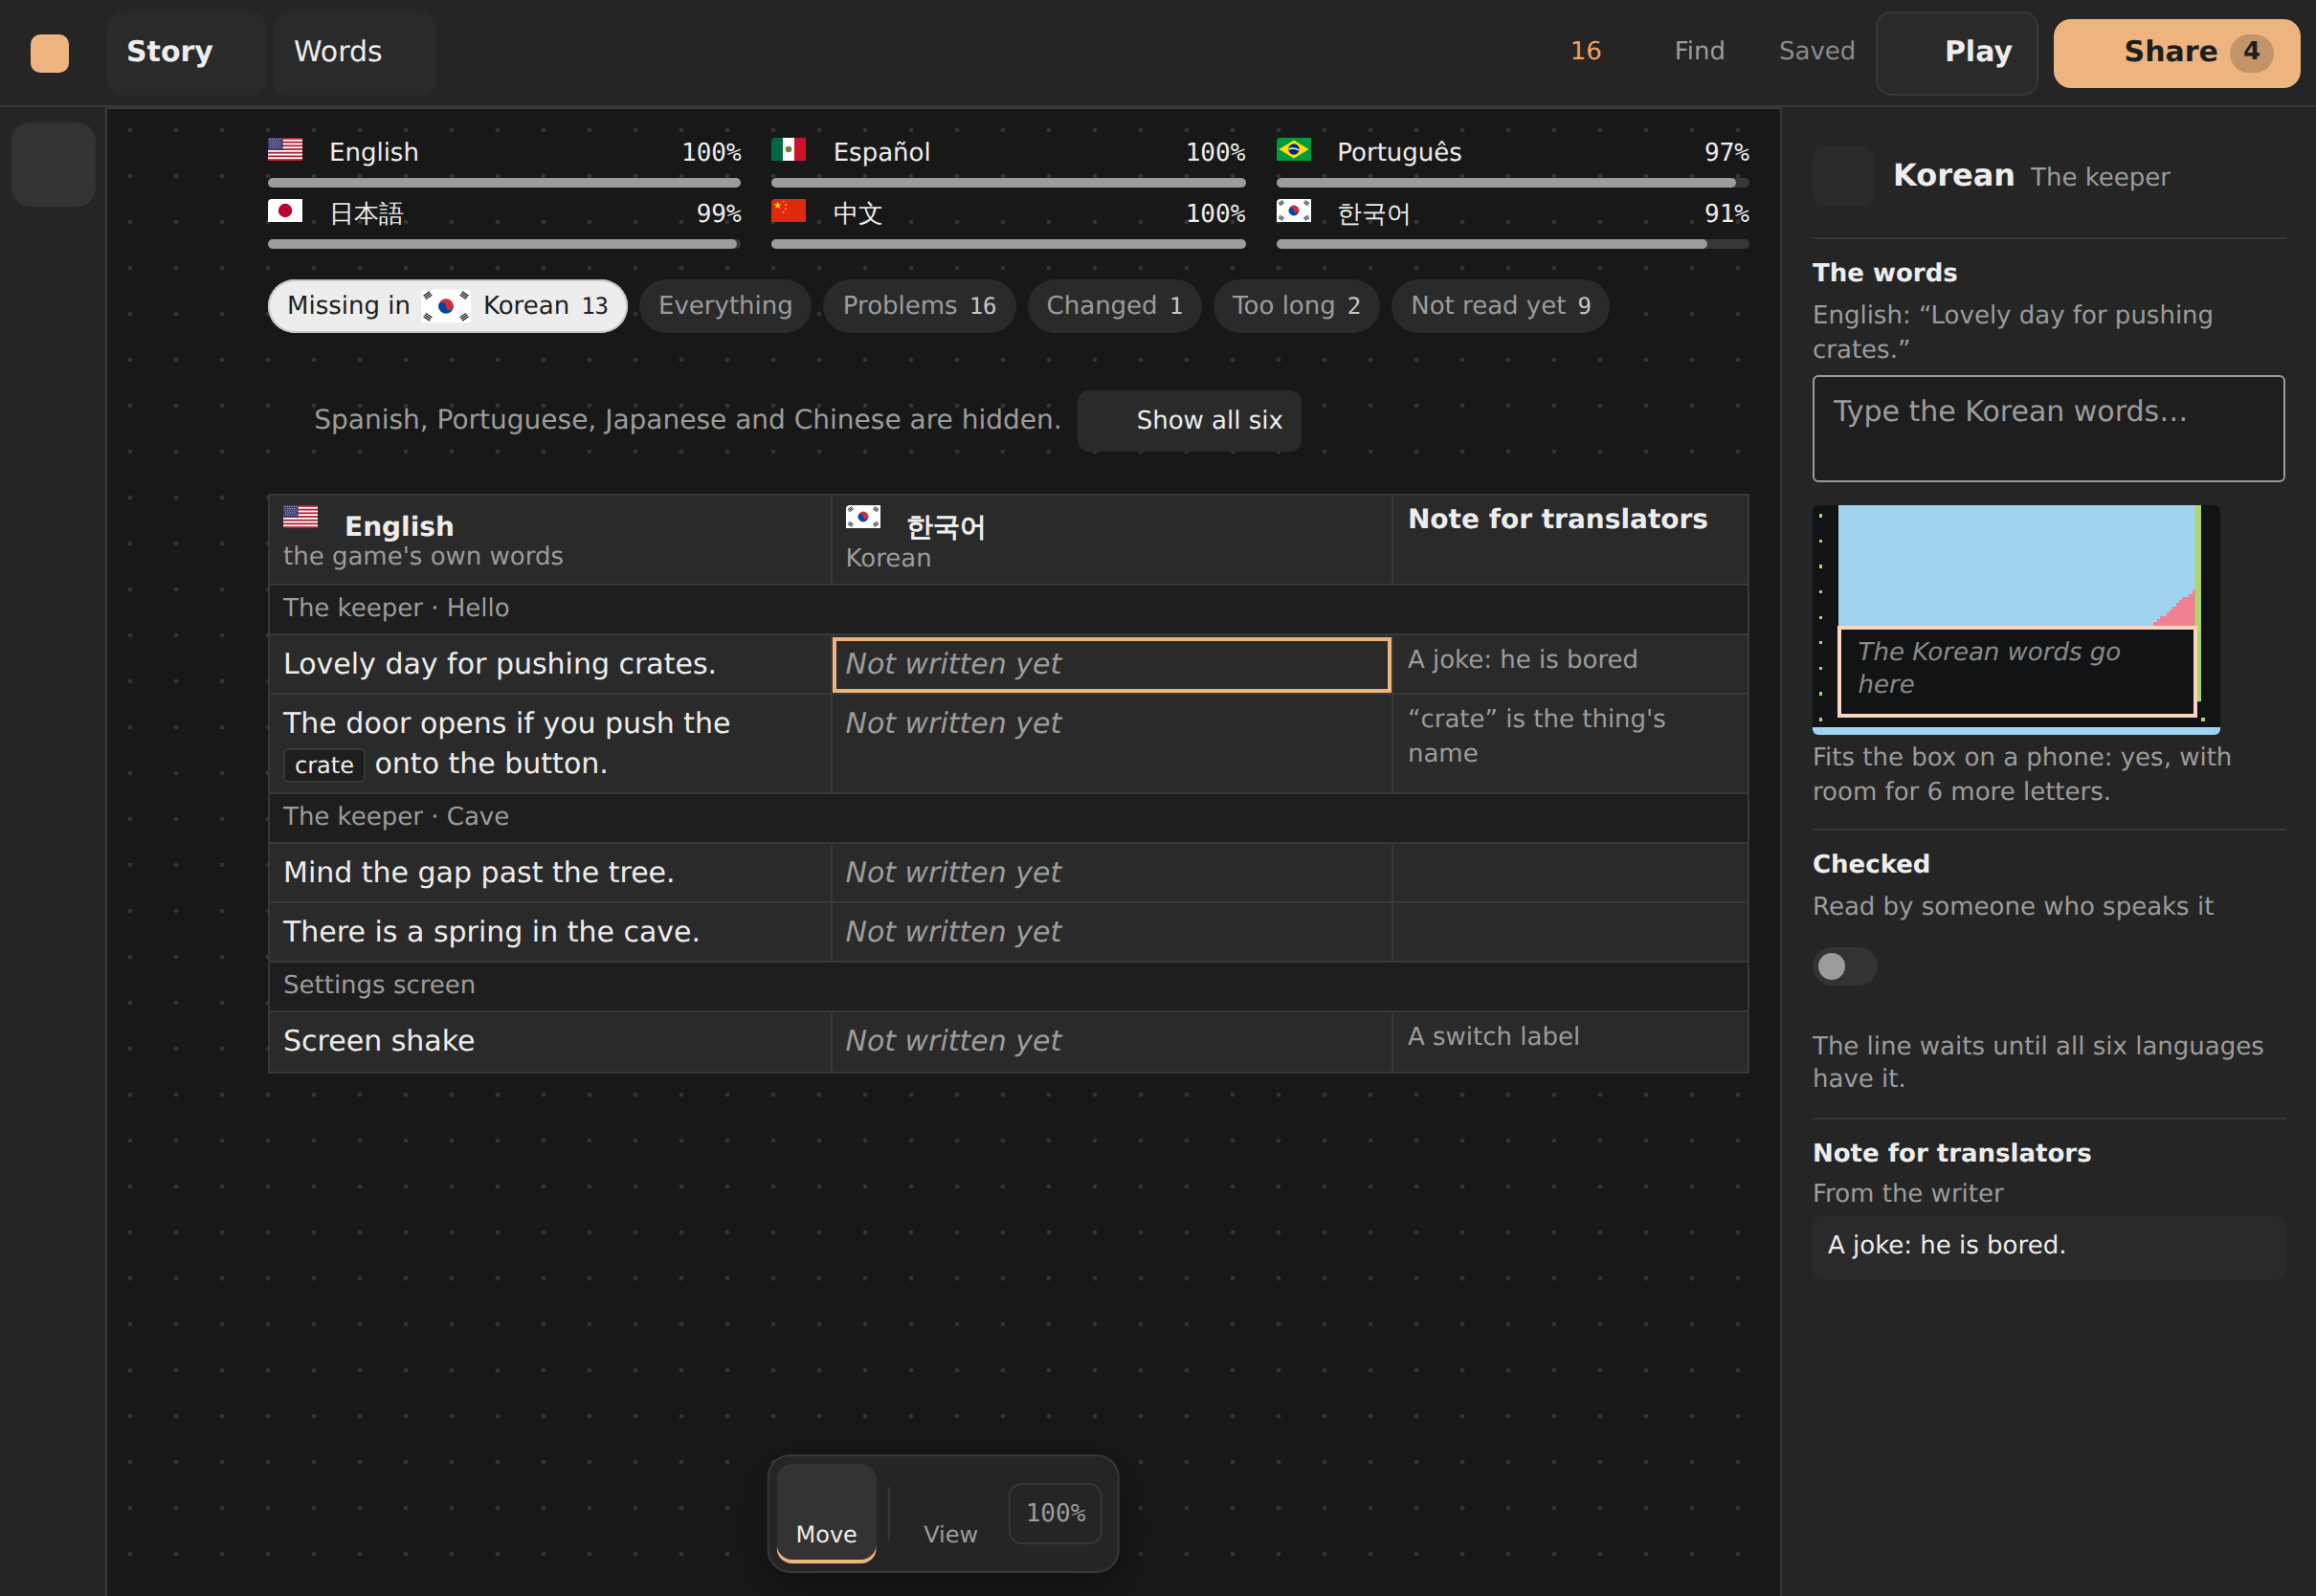 Story
Words
16
Find
Saved
Play
Share 4
English 100%
Español 100%
Português 97%
日本語 99%
中文 100%
한국어 91%
Missing in Korean 13
Everything
Problems 16
Changed 1
Too long 2
Not read yet 9
Spanish, Portuguese, Japanese and Chinese are hidden.
Show all six
English
the game's own words
한국어
Korean
Note for translators
The keeper · Hello
Lovely day for pushing crates.
Not written yet
A joke: he is bored
The door opens if you push the
crate onto the button.
Not written yet
“crate” is the thing's
name
The keeper · Cave
Mind the gap past the tree.
Not written yet
There is a spring in the cave.
Not written yet
Settings screen
Screen shake
Not written yet
A switch label
Move
View
100%
Korean The keeper
The words
English: “Lovely day for pushing
crates.”
Type the Korean words…
The Korean words go
here
Fits the box on a phone: yes, with
room for 6 more letters.
Checked
Read by someone who speaks it
The line waits until all six languages
have it.
Note for translators
From the writer
A joke: he is bored.